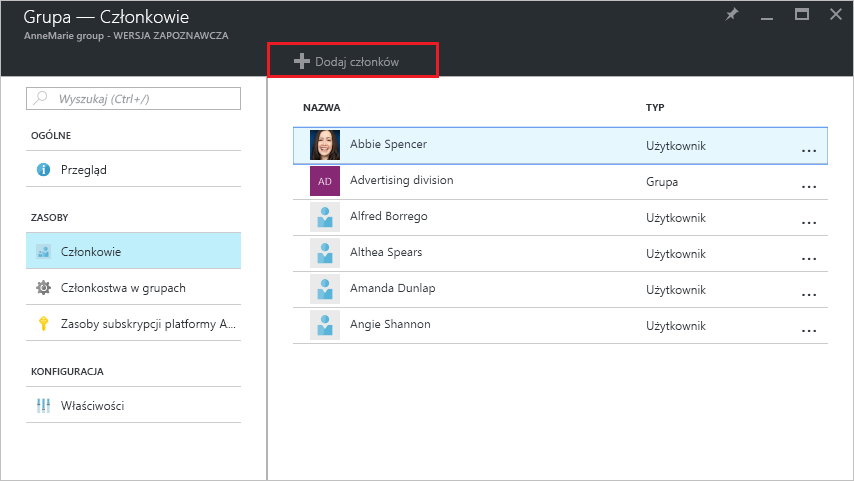 Grupa — Członkowie
AnneMarie group - WERSJA ZAPOZNAWCZA
Dodaj członków
Wyszukaj (Ctrl+/)
OGÓLNE
Przegląd
ZASOBY
Członkowie
Członkostwa w grupach
Zasoby subskrypcji platformy A...
KONFIGURACJA
Właściwości
NAZWA TYP
Abbie Spencer Użytkownik ...
AD Advertising division Grupa ...
Alfred Borrego Użytkownik ...
Althea Spears Użytkownik ...
Amanda Dunlap Użytkownik ...
Angie Shannon Użytkownik ...